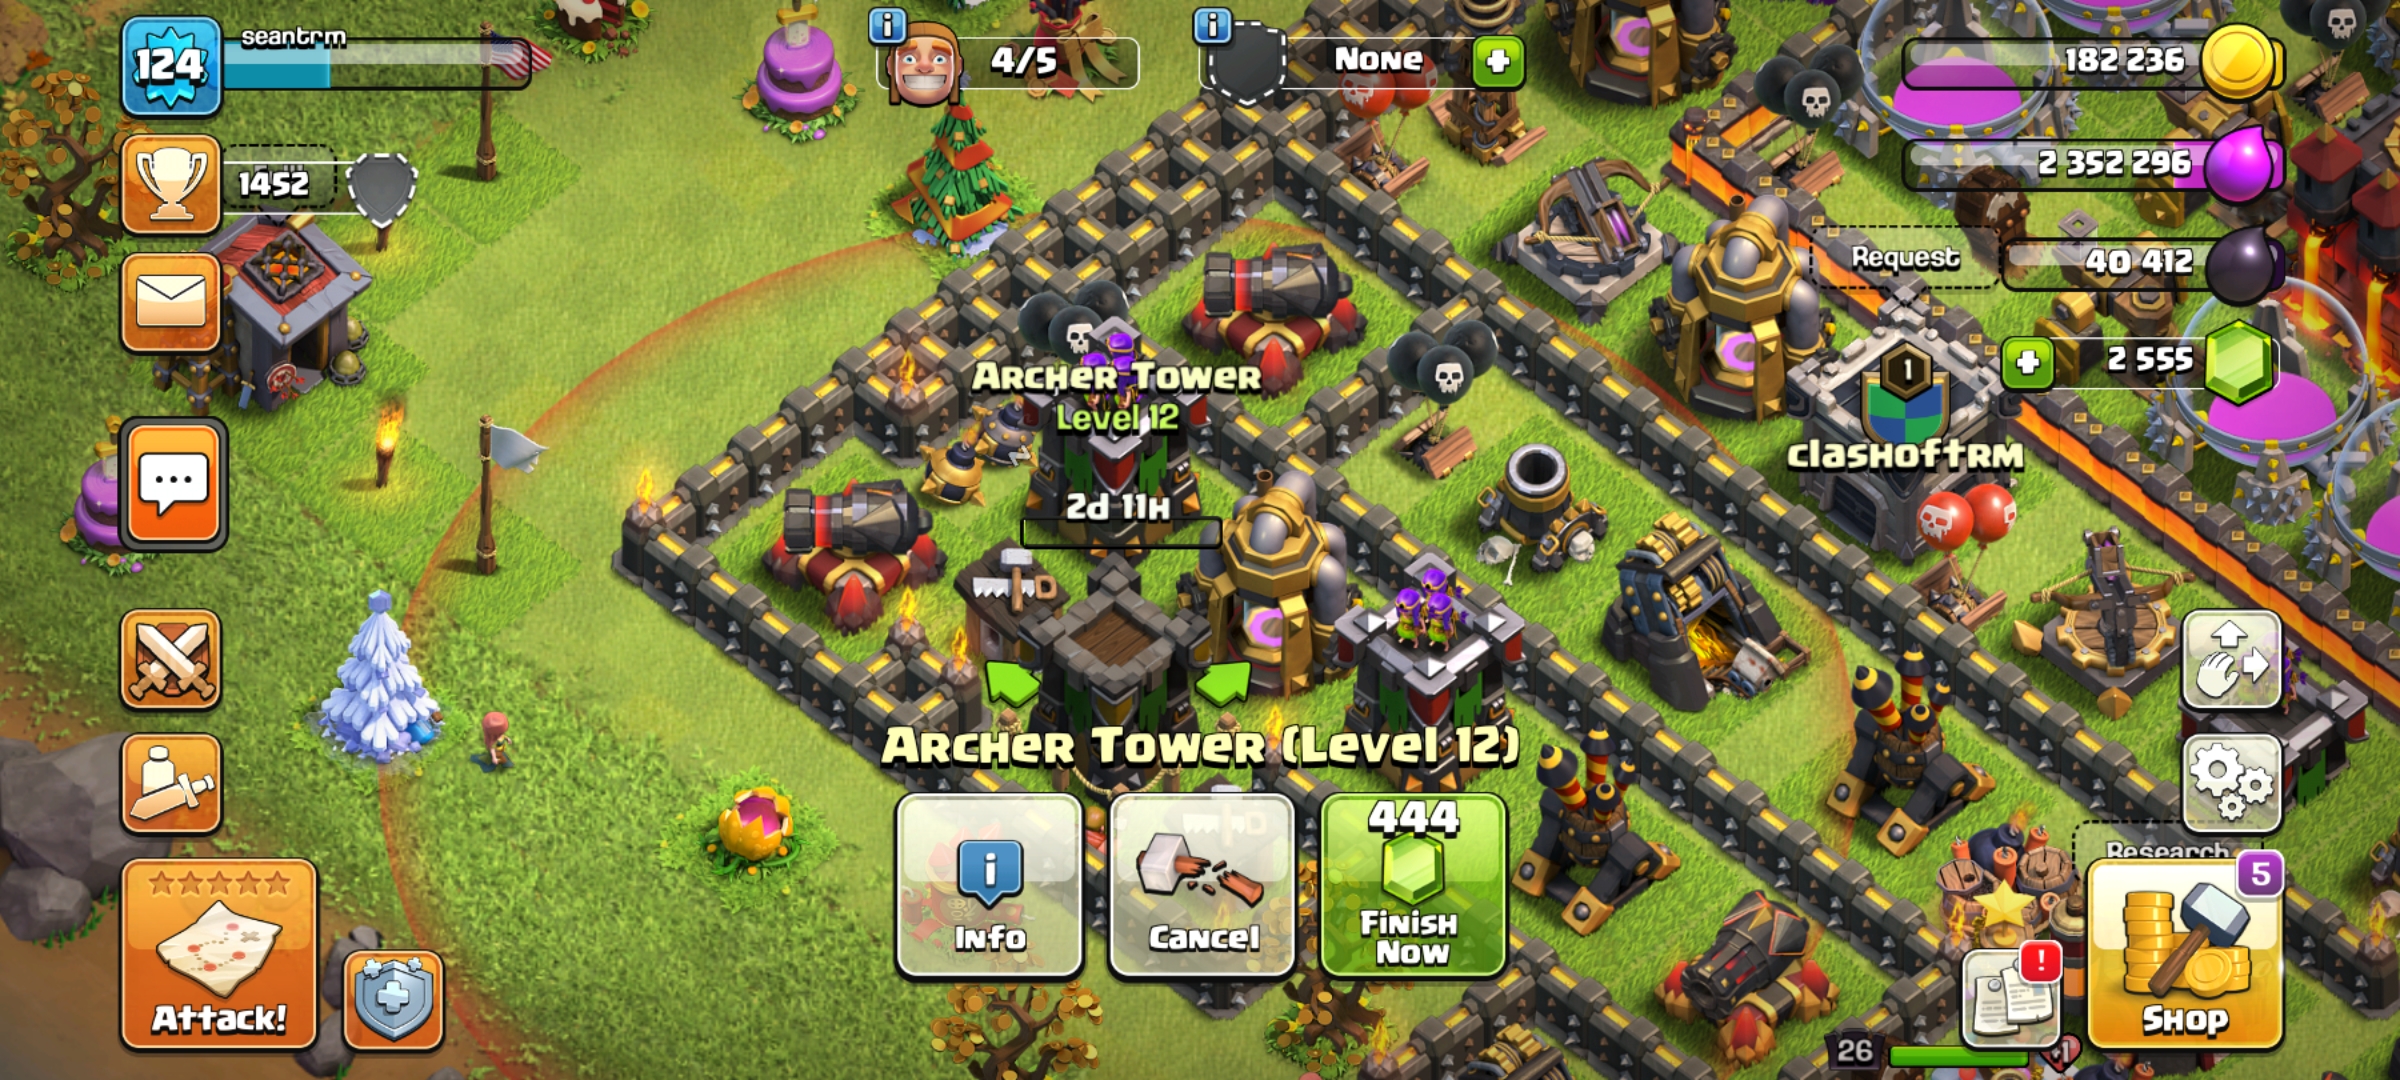 124
seantrm
4/5
None
182 236
1452
2 352 296
Request
40 412
2 555
1
clashoftRM
Archer Tower
Level 12
2d 11H
Archer Tower (Level 12)
Info
Cancel
444
Finish
Now
Research
5
Attack!
!
Shop
26
+1